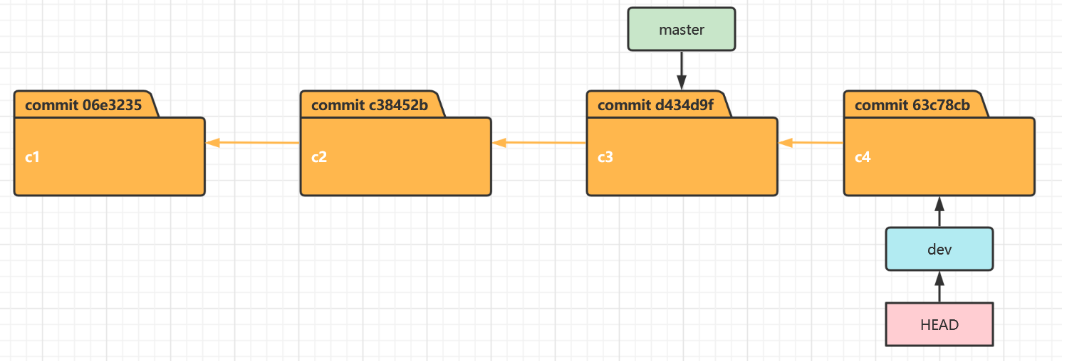 master
commit 06e3235
commit c38452b
commit d434d9f
commit 63c78cb
c1
c2
c3
c4
dev
HEAD